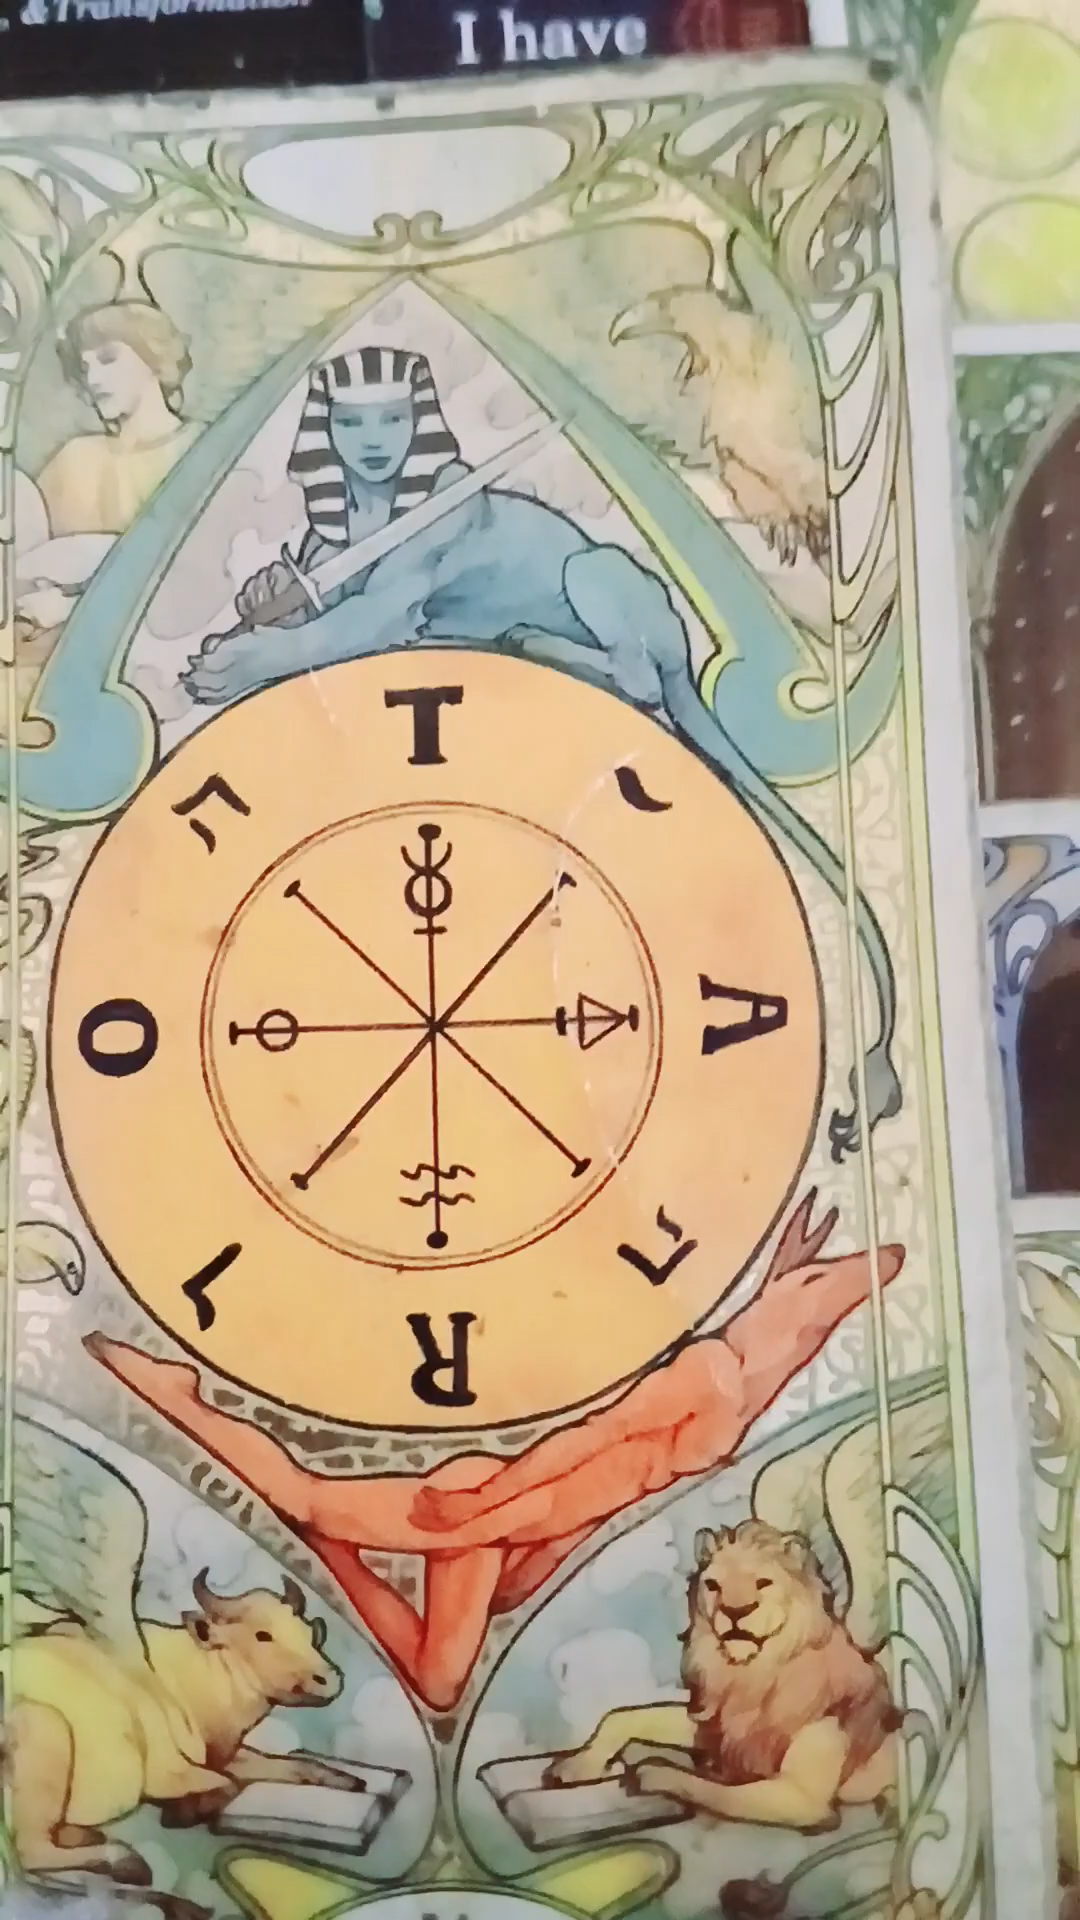 &Transformation
I have
T
ה
י
O
A
ו
ה
R